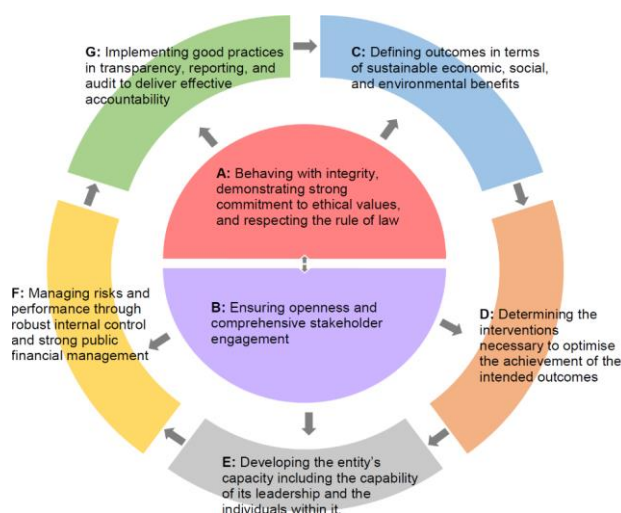 G: Implementing good practices
in transparency, reporting, and
audit to deliver effective
accountability
C: Defining outcomes in terms
of sustainable economic, social,
and environmental benefits
A: Behaving with integrity,
demonstrating strong
commitment to ethical values,
and respecting the rule of law
F: Managing risks and
performance through
robust internal control
and strong public
financial management
B: Ensuring openness and
comprehensive stakeholder
engagement
D: Determining the
interventions
necessary to optimise
the achievement of the
intended outcomes
E: Developing the entity's
capacity including the capability
of its leadership and the
individuals within it.